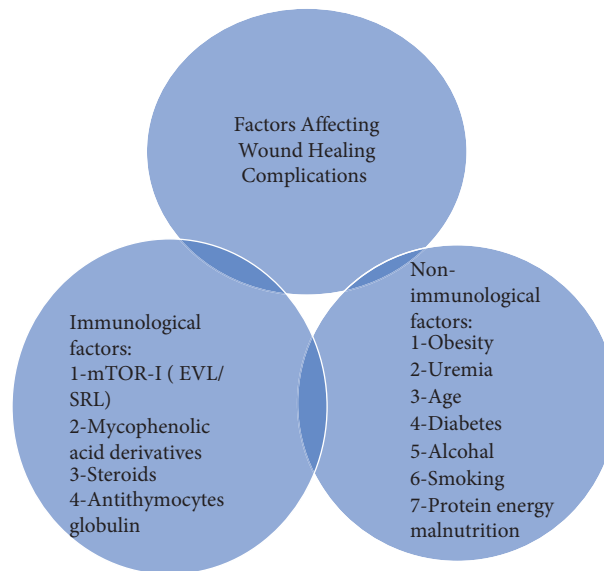 Factors Affecting
Wound Healing
Complications
Immunological
factors:
1-mTOR-I ( EVL/
SRL)
2-Mycophenolic
acid derivatives
3-Steroids
4-Antithymocytes
globulin
Non-
immunological
factors:
1-Obesity
2-Uremia
3-Age
4-Diabetes
5-Alcohal
6-Smoking
7-Protein energy
malnutrition